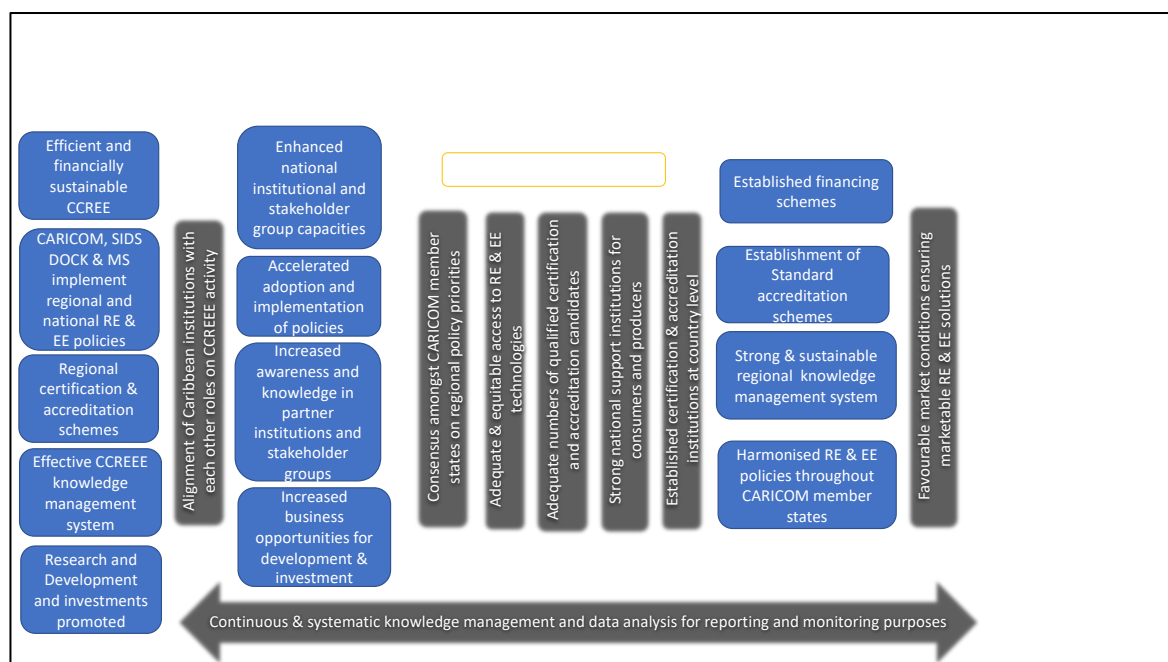 Efficient and
financially
sustainable
CCREE
CARICOM, SIDS
DOCK & MS
implement
regional and
national RE &
EE policies
Regional
certification &
accreditation
schemes
Effective CCREEE
knowledge
management
system
Research and
Development
and investments
promoted
Alignment of Caribbean institutions with
each other roles on CCREEE activity
Enhanced
national
institutional and
stakeholder
group capacities
Accelerated
adoption and
implementation
of policies
Increased
awareness and
knowledge in
partner
institutions and
stakeholder
groups
Increased
business
opportunities for
development &
investment
Consensus amongst CARICOM member
states on regional policy priorities
Adequate & equitable access to RE & EE
technologies
Adequate numbers of qualified certification
and accreditation candidates
Strong national support institutions for
consumers and producers
Established certification & accreditation
institutions at country level
Established financing
schemes
Establishment of
Standard
accreditation
schemes
Strong & sustainable
regional knowledge
management system
Harmonised RE & EE
policies throughout
CARICOM member
states
Favourable market conditions ensuring
marketable RE & EE solutions
Continuous & systematic knowledge management and data analysis for reporting and monitoring purposes